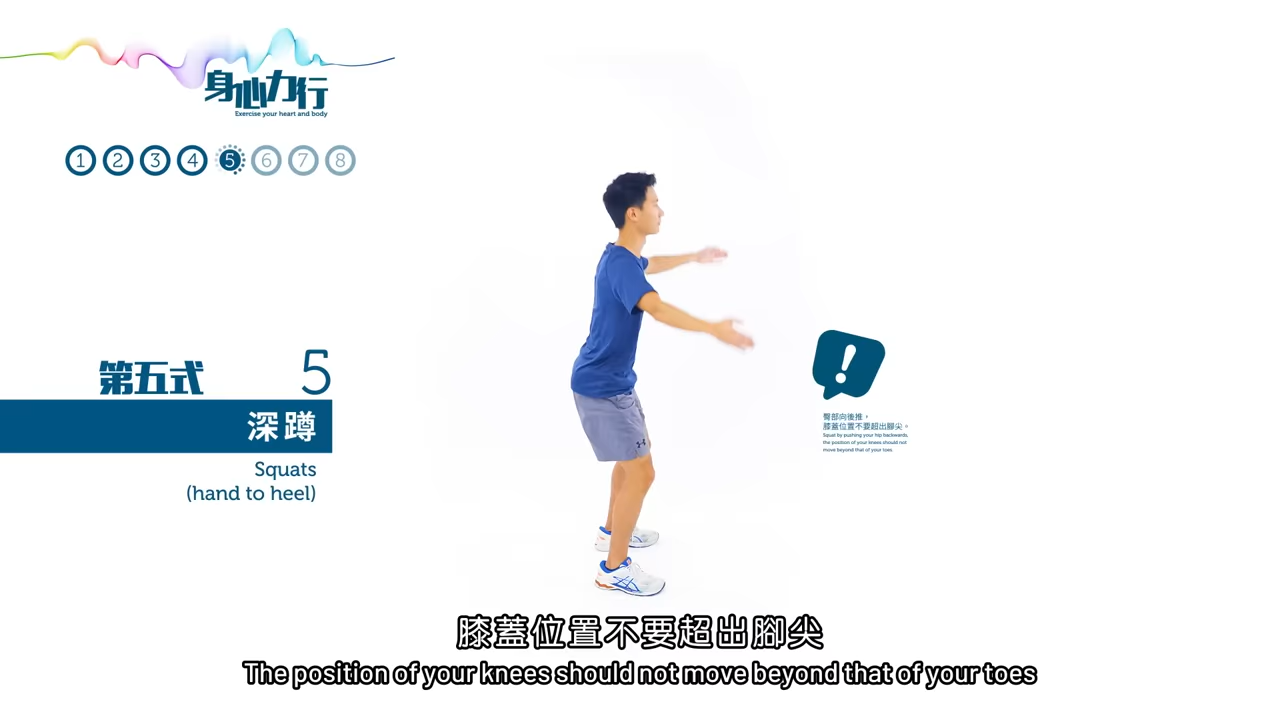 身心力行
Exercise your heart and body
1 2 3 4 5 6 7 8
第五式 5
深蹲
Squats
(hand to heel)
!
臀部向後推，
膝蓋位置不要超出腳尖。
Squat by pushing your hip backwards,
the position of your knees should not
move beyond that of your toes
膝蓋位置不要超出腳尖
The position of your knees should not move beyond that of your toes